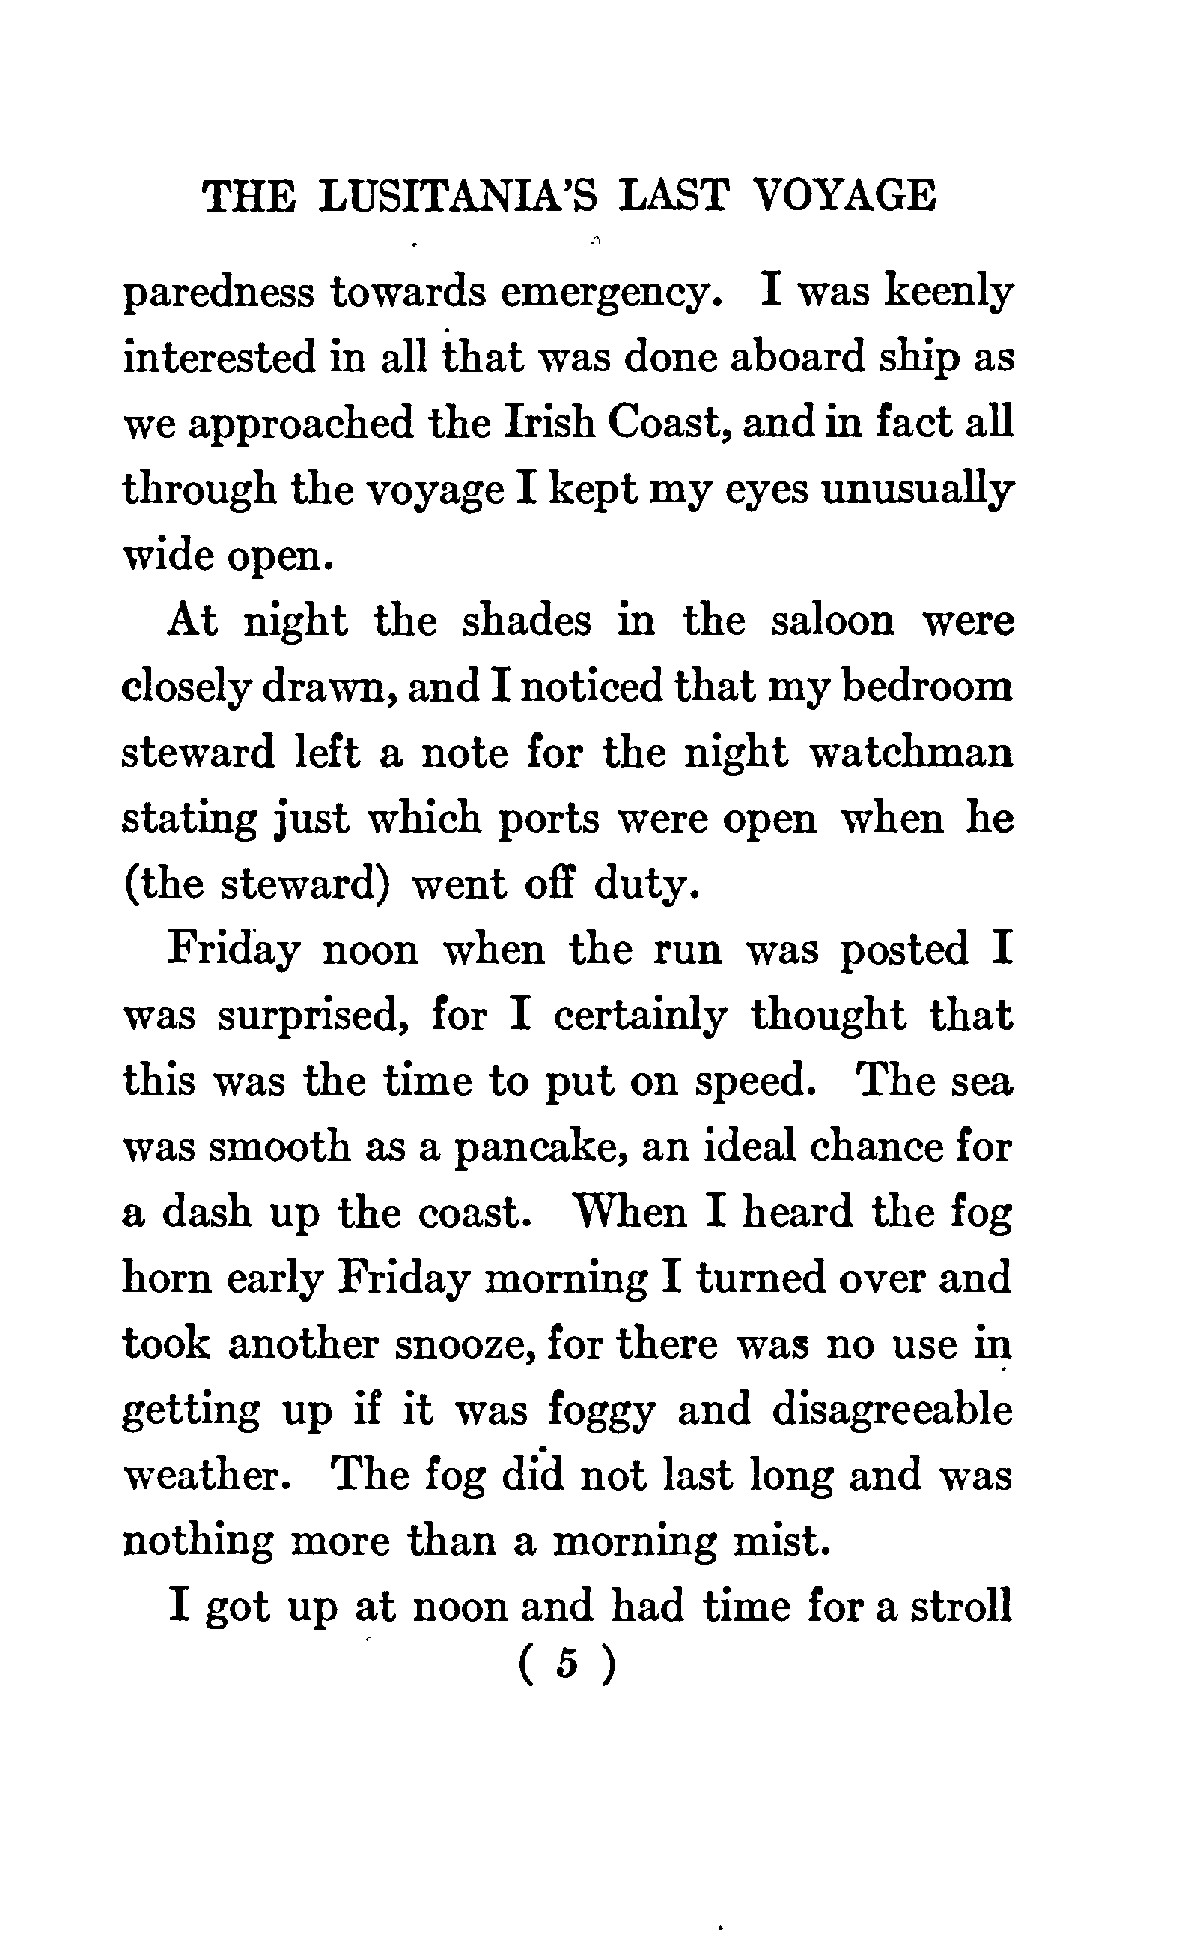 THE LUSITANIA'S LAST VOYAGE
paredness towards emergency. I was keenly
interested in all that was done aboard ship as
we approached the Irish Coast, and in fact all
through the voyage I kept my eyes unusually
wide open.
At night the shades in the saloon were
closely drawn, and I noticed that my bedroom
steward left a note for the night watchman
stating just which ports were open when he
(the steward) went off duty.
Friday noon when the run was posted I
was surprised, for I certainly thought that
this was the time to put on speed. The sea
was smooth as a pancake, an ideal chance for
a dash up the coast. When I heard the fog
horn early Friday morning I turned over and
took another snooze, for there was no use in
getting up if it was foggy and disagreeable
weather. The fog did not last long and was
nothing more than a morning mist.
I got up at noon and had time for a stroll
( 5 )